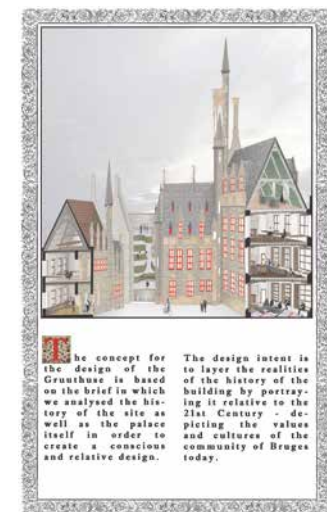 The concept for
the design of the
Gruuthuse is based
on the brief in which
we analysed the his-
tory of the site as
well as the palace
itself in order to
create a conscious
and relative design.
The design intent is
to layer the realities
of the history of the
building by portray-
ing it relative to the
21st Century - de-
picting the values
and cultures of the
community of Bruges
today.